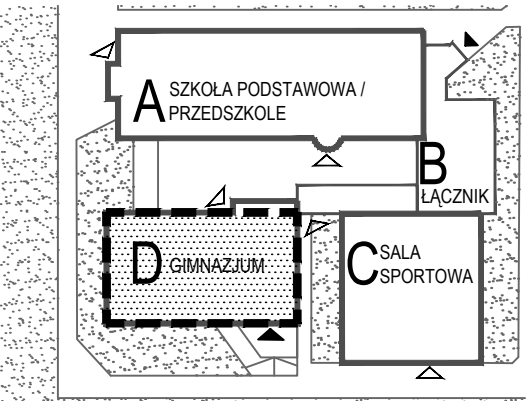 A SZKOŁA PODSTAWOWA /
PRZEDSZKOLE
B
ŁĄCZNIK
D GIMNAZJUM
C SALA
SPORTOWA